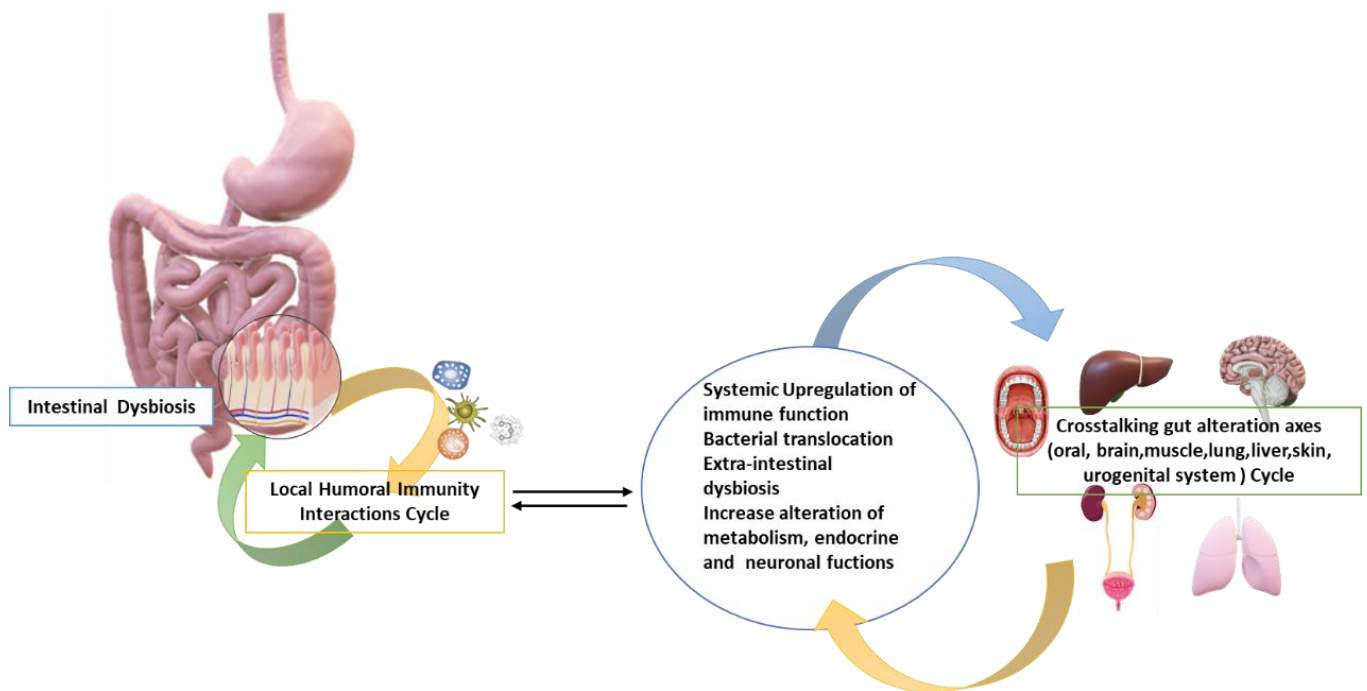 Intestinal Dysbiosis
Local Humoral Immunity
Interactions Cycle
Systemic Upregulation of
immune function
Bacterial translocation
Extra-intestinal
dysbiosis
Increase alteration of
metabolism, endocrine
and neuronal fuctions
Crosstalking gut alteration axes
(oral, brain,muscle,lung,liver,skin,
urogenital system ) Cycle